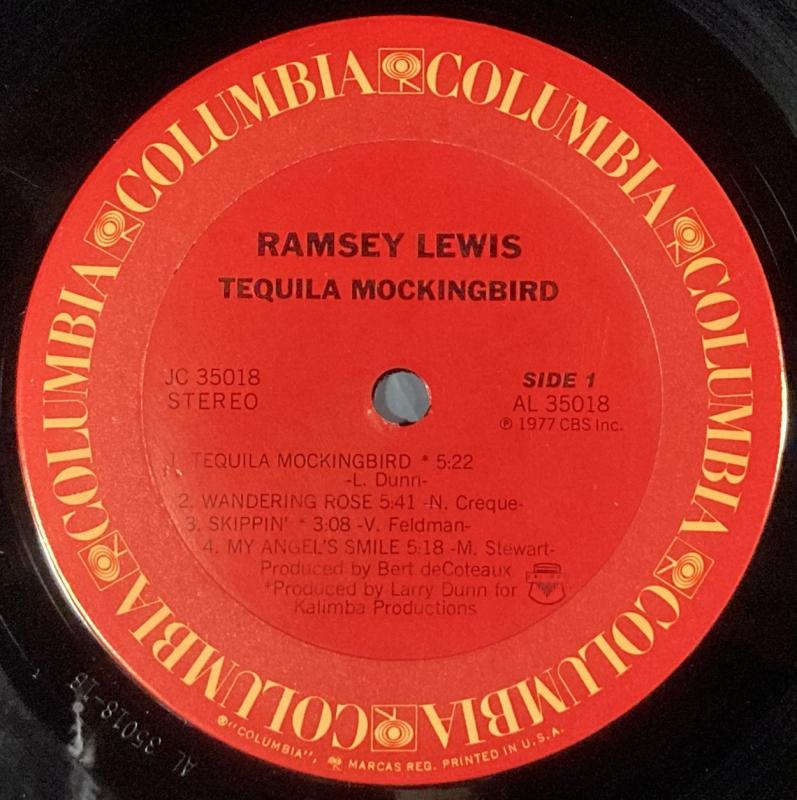 COLUMBIA COLUMBIA COLUMBIA COLUMBIA COLUMBIA COLUMBIA COLUMBIA COLUMBIA
RAMSEY LEWIS
TEQUILA MOCKINGBIRD
JC 35018
STEREO
SIDE 1
AL 35018
℗ 1977 CBS Inc.
1. TEQUILA MOCKINGBIRD * 5:22
-L. Dunn-
2. WANDERING ROSE 5:41 -N. Creque-
3. SKIPPIN' * 3:08 -V. Feldman-
4. MY ANGEL'S SMILE 5:18 -M. Stewart-
Produced by Bert deCoteaux
*Produced by Larry Dunn for
Kalimba Productions
®"COLUMBIA", MARCAS REG. PRINTED IN U.S.A.